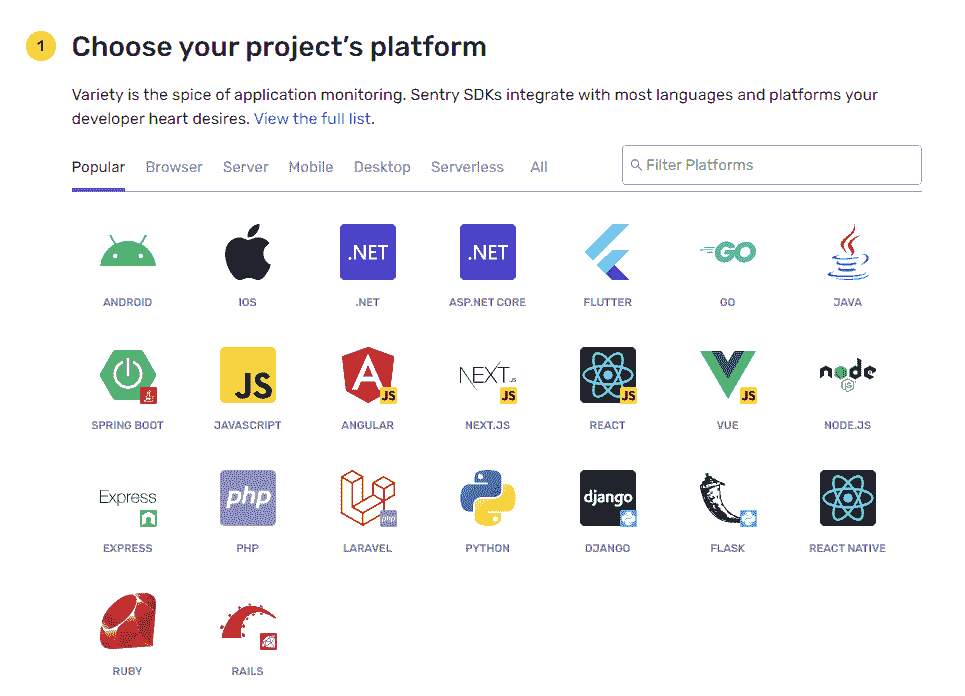 1 Choose your project's platform
Variety is the spice of application monitoring. Sentry SDKs integrate with most languages and platforms your
developer heart desires. View the full list.
Popular Browser Server Mobile Desktop Serverless All Filter Platforms
.NET .NET GO
ANDROID IOS .NET ASP.NET CORE FLUTTER GO JAVA
JS A NEXT.JS node
JS JS JS JS JS
SPRING BOOT JAVASCRIPT ANGULAR NEXT.JS REACT VUE NODE.JS
Express php django
php
EXPRESS PHP LARAVEL PYTHON DJANGO FLASK REACT NATIVE
RUBY RAILS